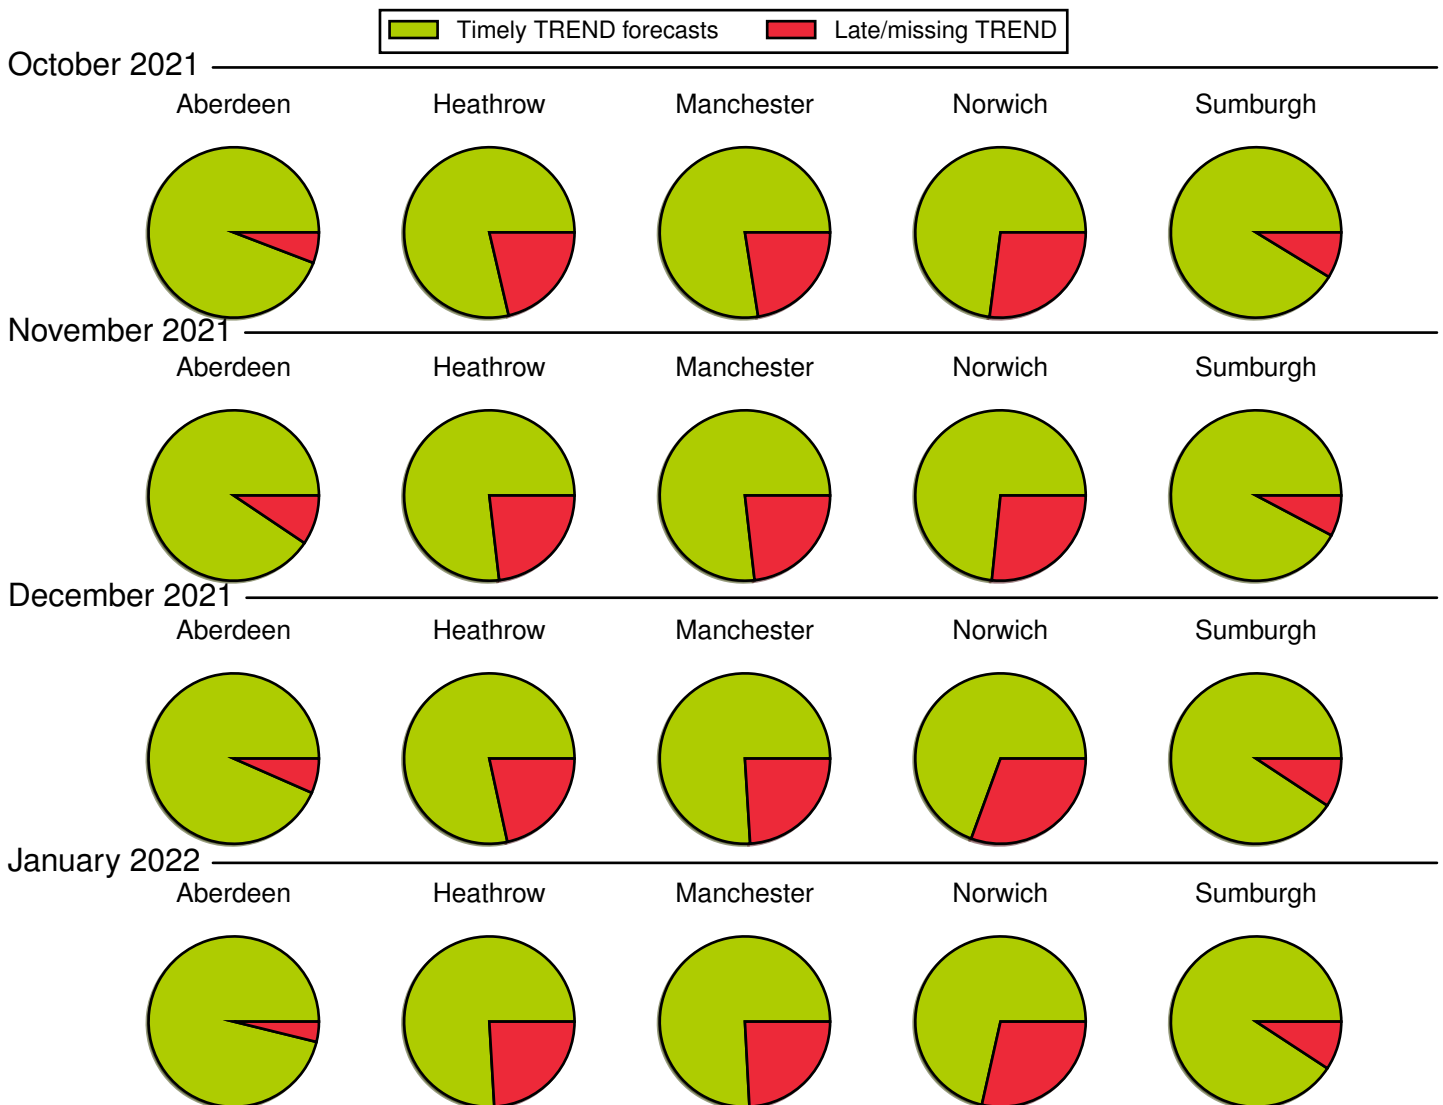 Timely TREND forecasts Late/missing TREND
October 2021
Aberdeen Heathrow Manchester Norwich Sumburgh
November 2021
Aberdeen Heathrow Manchester Norwich Sumburgh
December 2021
Aberdeen Heathrow Manchester Norwich Sumburgh
January 2022
Aberdeen Heathrow Manchester Norwich Sumburgh